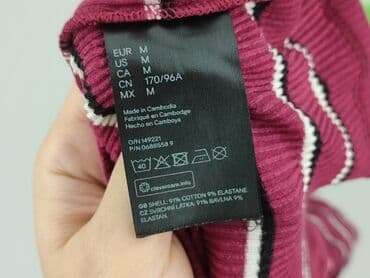 EUR M
US M
CA M
CN 170/96A
MX M
Made in Cambodia
Fabriqué en Cambodge
Hecho en Camboya
O/N 149221
P/N 0688558 9
40
clevercare.info
GB SHELL: 91% COTTON 9% ELASTANE
CZ SVRCHNÍ LÁTKA: 91% BAVLNA 9%
ELASTAN.